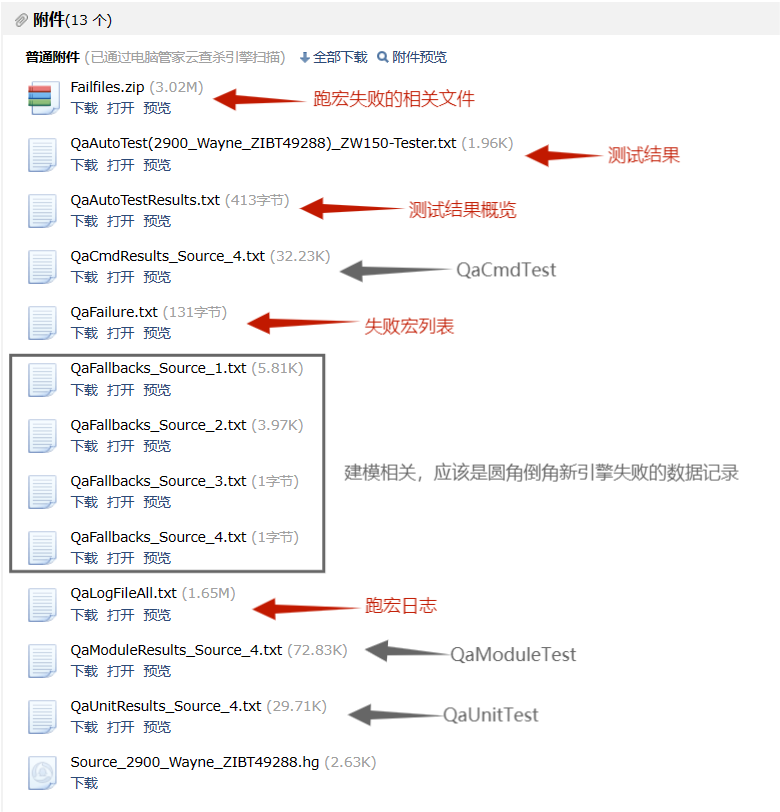 附件(13 个)
普通附件 (已通过电脑管家云查杀引擎扫描) 全部下载 附件预览
Failfiles.zip (3.02M)
下载 打开 预览
跑宏失败的相关文件
QaAutoTest(2900_Wayne_ZIBT49288)_ZW150-Tester.txt (1.96K)
下载 打开 预览
测试结果
QaAutoTestResults.txt (413字节)
下载 打开 预览
测试结果概览
QaCmdResults_Source_4.txt (32.23K)
下载 打开 预览
QaCmdTest
QaFailure.txt (131字节)
下载 打开 预览
失败宏列表
QaFallbacks_Source_1.txt (5.81K)
下载 打开 预览
QaFallbacks_Source_2.txt (3.97K)
下载 打开 预览
建模相关，应该是圆角倒角新引擎失败的数据记录
QaFallbacks_Source_3.txt (1字节)
下载 打开 预览
QaFallbacks_Source_4.txt (1字节)
下载 打开 预览
QaLogFileAll.txt (1.65M)
下载 打开 预览
跑宏日志
QaModuleResults_Source_4.txt (72.83K)
下载 打开 预览
QaModuleTest
QaUnitResults_Source_4.txt (29.71K)
下载 打开 预览
QaUnitTest
Source_2900_Wayne_ZIBT49288.hg (2.63K)
下载